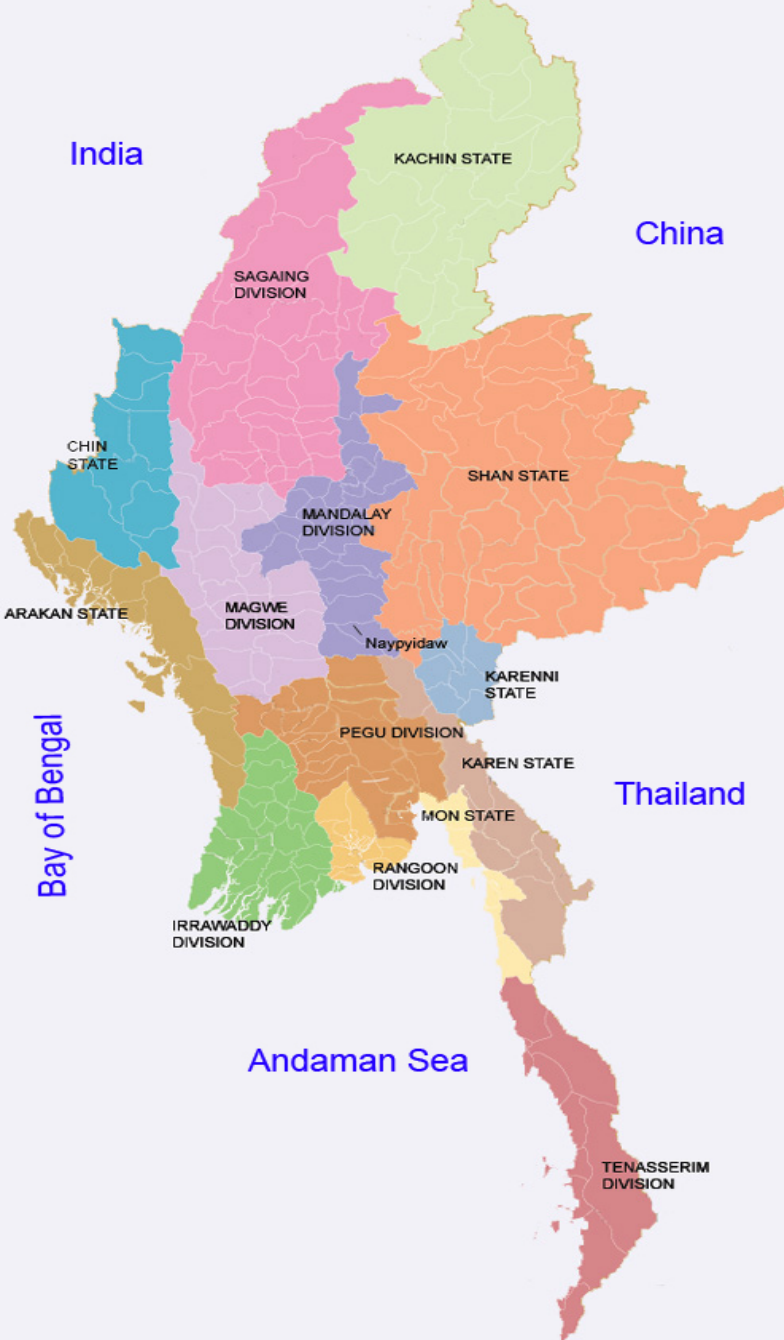 KACHIN STATE
India
China
SAGAING
DIVISION
CHIN
STATE
SHAN STATE
MANDALAY
DIVISION
ARAKAN STATE
MAGWE
DIVISION
Naypyidaw
KARENNI
STATE
PEGU DIVISION
KAREN STATE
Bay of Bengal
Thailand
MON STATE
RANGOON
DIVISION
IRRAWADDY
DIVISION
Andaman Sea
TENASSERIM
DIVISION